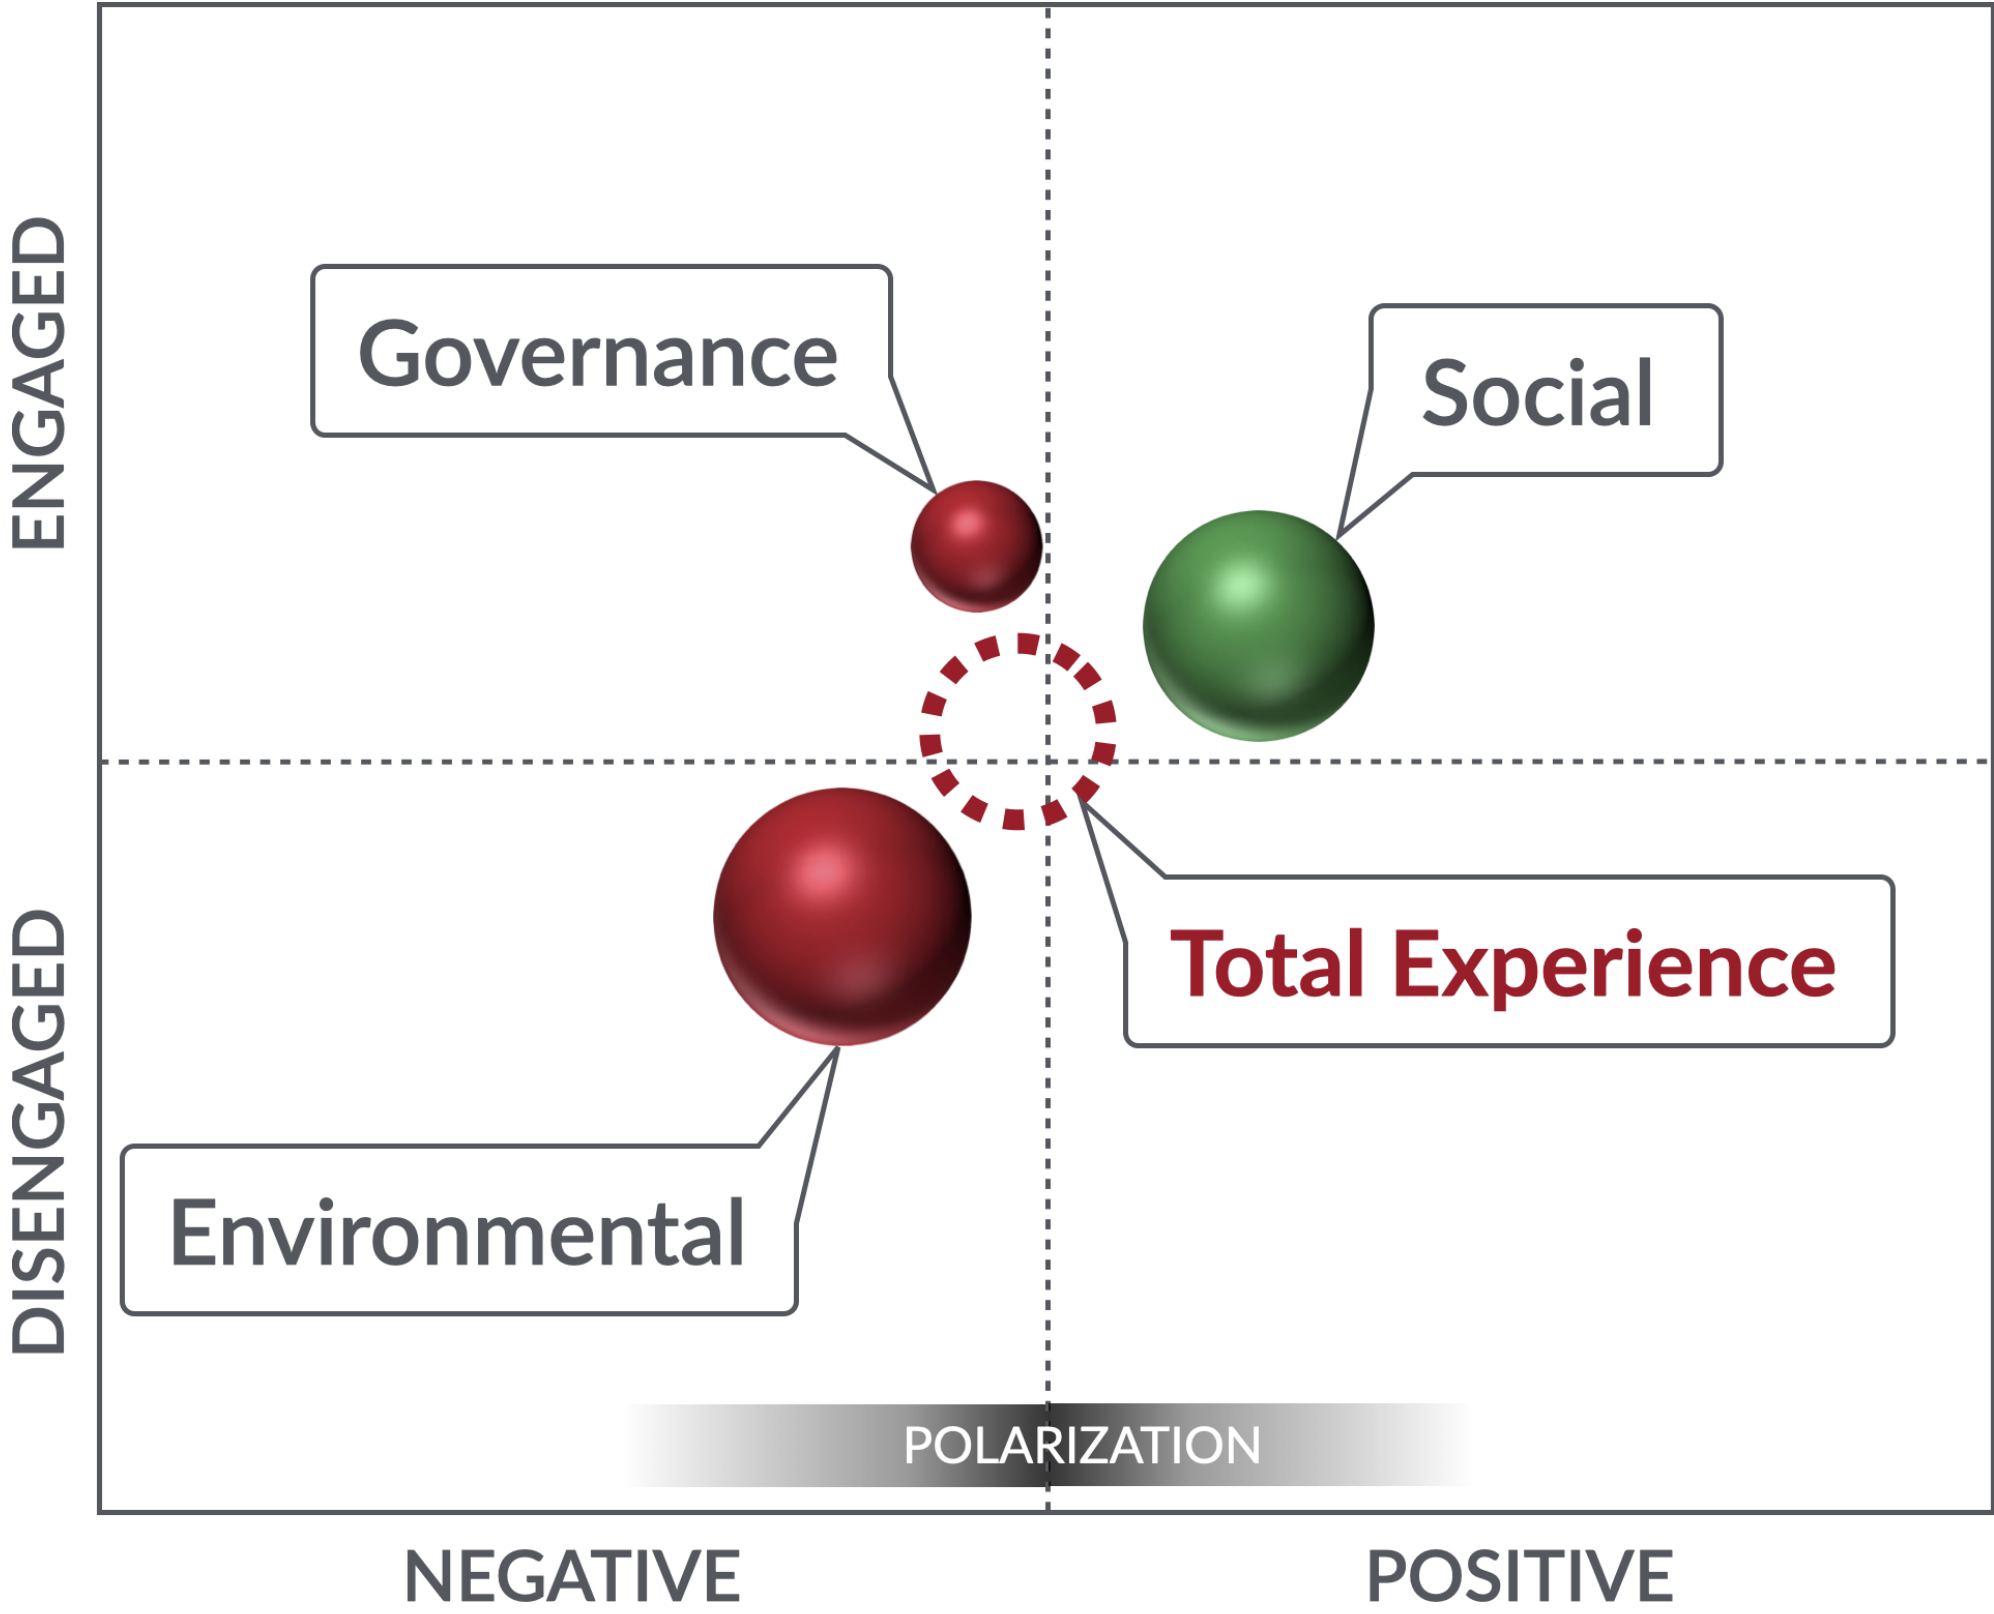 ENGAGED
Governance
Social
Total Experience
DISENGAGED
Environmental
POLARIZATION
NEGATIVE
POSITIVE